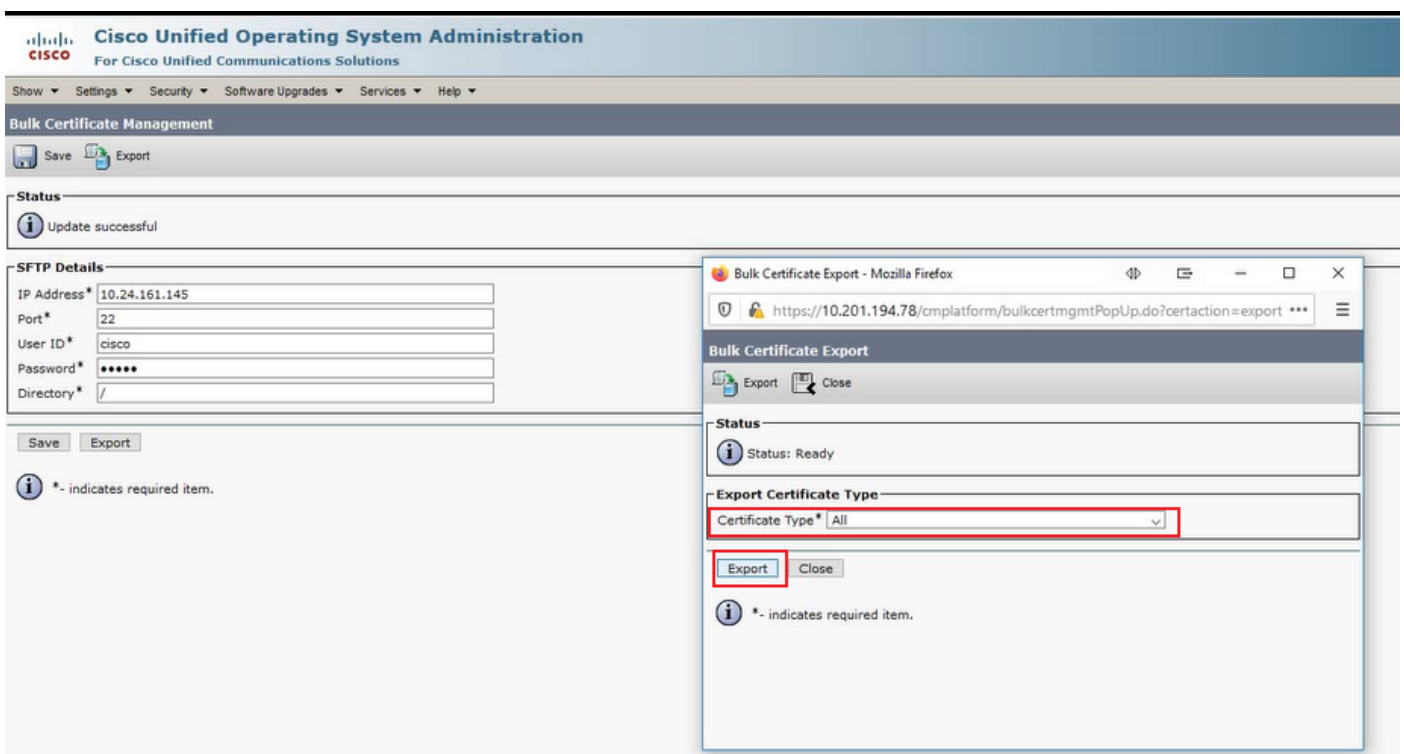 CISCO
Cisco Unified Operating System Administration
For Cisco Unified Communications Solutions
Show Settings Security Software Upgrades Services Help
Bulk Certificate Management
Save Export
Status
Update successful
SFTP Details
IP Address* 10.24.161.145
Port* 22
User ID* cisco
Password* •••••
Directory* /
Save Export
*- indicates required item.
Bulk Certificate Export - Mozilla Firefox
https://10.201.194.78/cmplatform/bulkcertmgmtPopUp.do?certaction=export •••
Bulk Certificate Export
Export Close
Status
Status: Ready
Export Certificate Type
Certificate Type* All
Export Close
*- indicates required item.